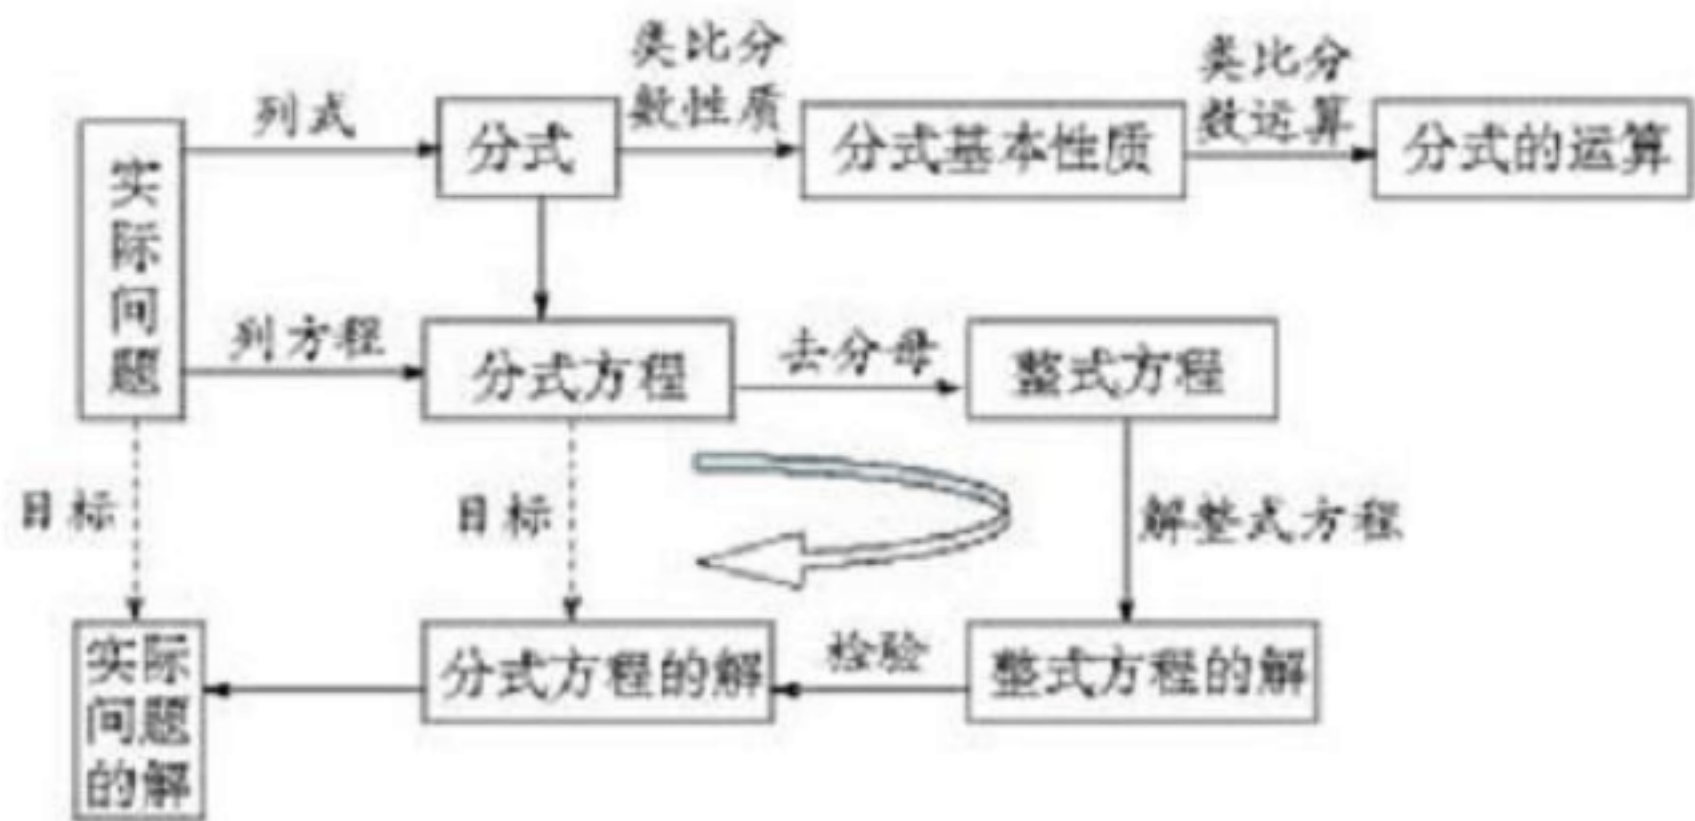 类比分
数性质
类比分
数运算
列式
分式
分式基本性质
分式的运算
实
际
问
题
列方程
分式方程
去分母
整式方程
目标
目标
解整式方程
实际
问题
的解
分式方程的解
检验
整式方程的解